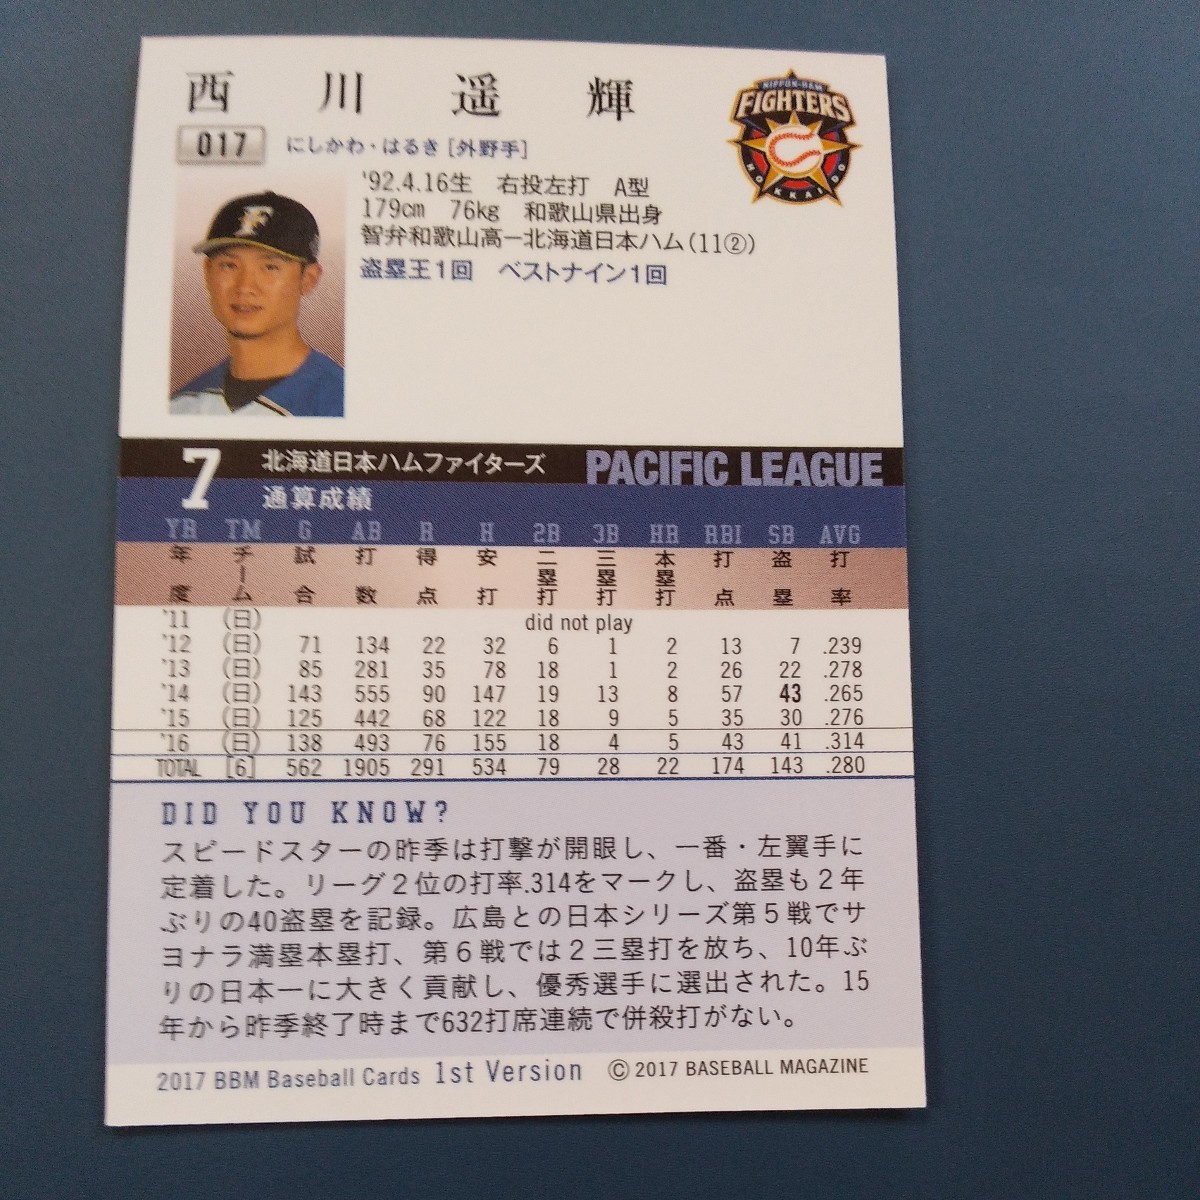 西川遥輝
NIPPON-HAM
FIGHTERS
HOKKAIDO
017 にしかわ・はるき [外野手]
'92.4.16生 右投左打 A型
179cm 76kg 和歌山県出身
智弁和歌山高ー北海道日本ハム(11②)
盗塁王1回 ベストナイン1回
7 北海道日本ハムファイターズ PACIFIC LEAGUE
通算成績
YR TM G AB R H 2B 3B HR RBI SB AVG
年度 チーム 試合 打数 得点 安打 二塁打 三塁打 本塁打 打点 盗塁 打率
'11 (日) did not play
'12 (日) 71 134 22 32 6 1 2 13 7 .239
'13 (日) 85 281 35 78 18 1 2 26 22 .278
'14 (日) 143 555 90 147 19 13 8 57 43 .265
'15 (日) 125 442 68 122 18 9 5 35 30 .276
'16 (日) 138 493 76 155 18 4 5 43 41 .314
TOTAL [6] 562 1905 291 534 79 28 22 174 143 .280
DID YOU KNOW?
スピードスターの昨季は打撃が開眼し、一番・左翼手に
定着した。リーグ2位の打率.314をマークし、盗塁も2年
ぶりの40盗塁を記録。広島との日本シリーズ第5戦でサ
ヨナラ満塁本塁打、第6戦では2三塁打を放ち、10年ぶ
りの日本一に大きく貢献し、優秀選手に選出された。15
年から昨季終了時まで632打席連続で併殺打がない。
2017 BBM Baseball Cards 1st Version © 2017 BASEBALL MAGAZINE